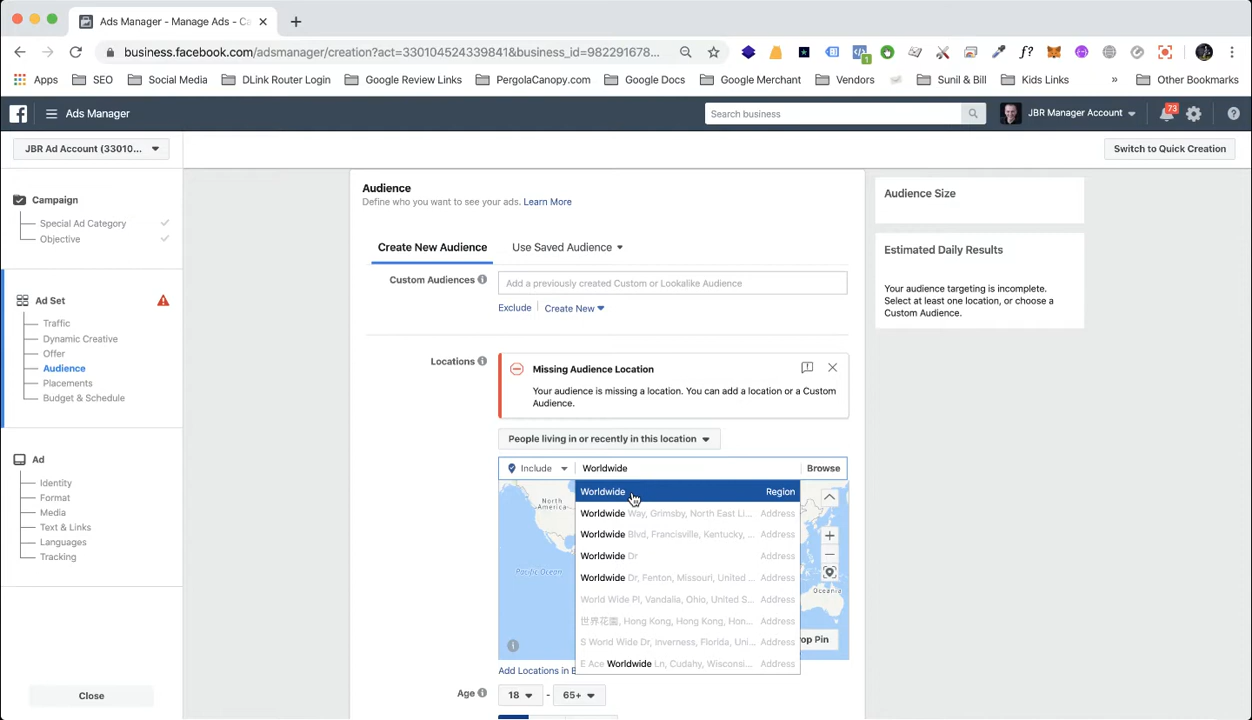 Ads Manager - Manage Ads - Ca
business.facebook.com/adsmanager/creation?act=330104524339841&business_id=982291678...
Apps
SEO
Social Media
DLink Router Login
Google Review Links
PergolaCanopy.com
Google Docs
Google Merchant
Vendors
Sunil & Bill
Kids Links
»
Other Bookmarks
Ads Manager
Search business
JBR Manager Account
73
JBR Ad Account (33010...
Switch to Quick Creation
Campaign
Special Ad Category
Objective
Ad Set
Traffic
Dynamic Creative
Offer
Audience
Placements
Budget & Schedule
Ad
Identity
Format
Media
Text & Links
Languages
Tracking
Close
Audience
Define who you want to see your ads. Learn More
Create New Audience
Use Saved Audience
Custom Audiences
Add a previously created Custom or Lookalike Audience
Exclude
Create New
Locations
Missing Audience Location
Your audience is missing a location. You can add a location or a Custom
Audience.
People living in or recently in this location
Include
Worldwide
Browse
North
America
Pacific Ocean
Worldwide Region
Worldwide Way, Grimsby, North East Li... Address
Worldwide Blvd, Francisville, Kentucky, ... Address
Worldwide Dr Address
Worldwide Dr, Fenton, Missouri, United ... Address
World Wide Pl, Vandalia, Ohio, United S... Address
世界花園, Hong Kong, Hong Kong, Hon... Address
S World Wide Dr, Inverness, Florida, Uni... Address
E Ace Worldwide Ln, Cudahy, Wisconsi... Address
Oceania
op Pin
Add Locations in B
Age
18
-
65+
Audience Size
Estimated Daily Results
Your audience targeting is incomplete.
Select at least one location, or choose a
Custom Audience.